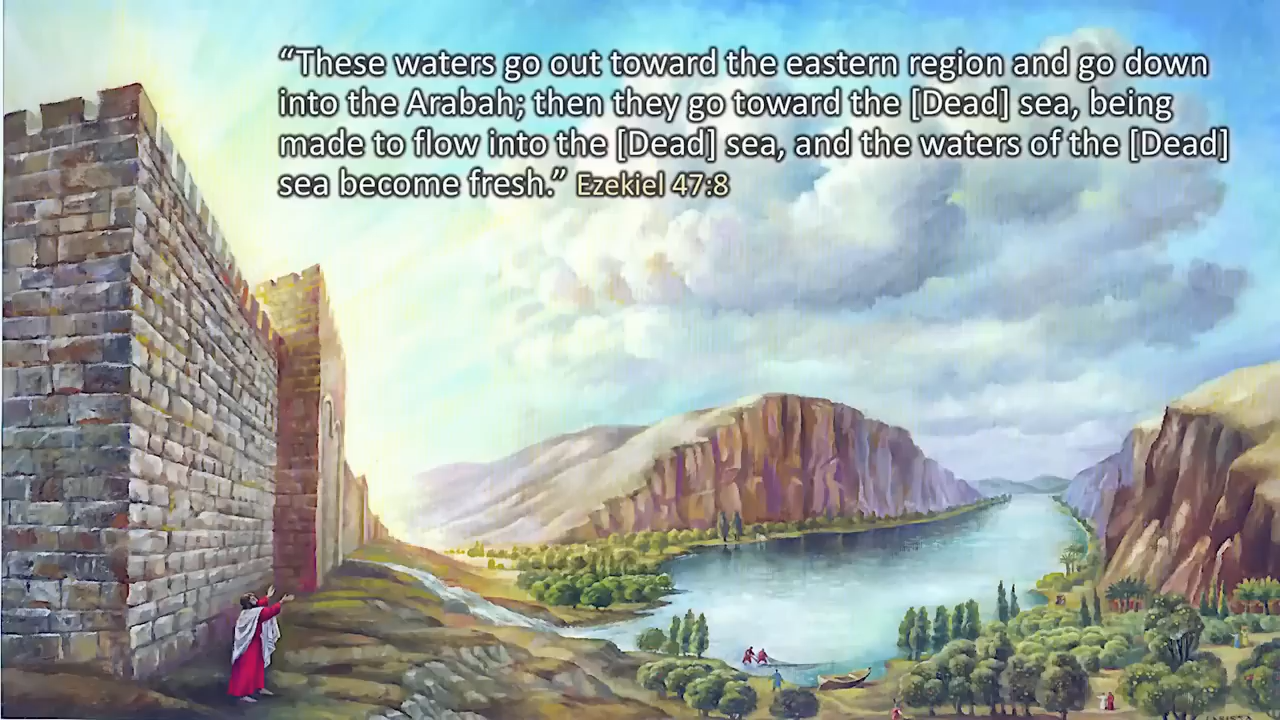 “These waters go out toward the eastern region and go down
into the Arabah; then they go toward the [Dead] sea, being
made to flow into the [Dead] sea, and the waters of the [Dead]
sea become fresh.” Ezekiel 47:8